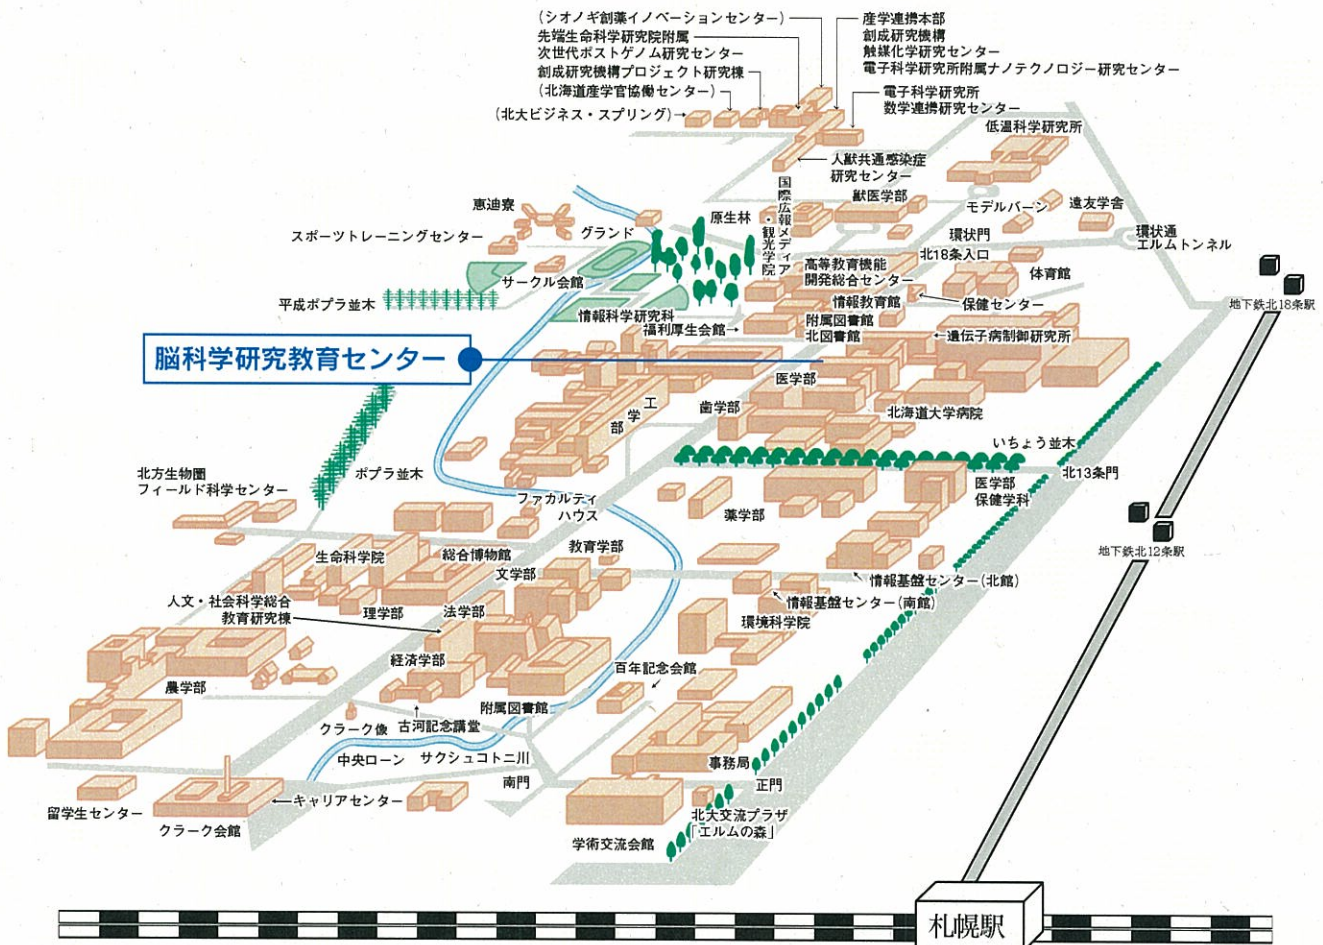 (シオノギ創薬イノベーションセンター)
先端生命科学研究院附属
次世代ポストゲノム研究センター
創成研究機構プロジェクト研究棟
(北海道産学官協働センター)
(北大ビジネス・スプリング)
産学連携本部
創成研究機構
触媒化学研究センター
電子科学研究所附属ナノテクノロジー研究センター
電子科学研究所
数学連携研究センター
低温科学研究所
人獣共通感染症
研究センター
国際広報メディア
・観光学院
獣医学部
モデルバーン
遠友学舎
恵迪寮
原生林
スポーツトレーニングセンター
グランド
環状門
環状通
エルムトンネル
北18条入口
サークル会館
高等教育機能
開発総合センター
体育館
平成ポプラ並木
情報教育館
保健センター
地下鉄北18条駅
情報科学研究科
福利厚生会館
附属図書館
北図書館
遺伝子病制御研究所
脳科学研究教育センター
医学部
工学部
歯学部
北海道大学病院
いちょう並木
北方生物圏
フィールド科学センター
ポプラ並木
北13条門
医学部
保健学科
ファカルティ
ハウス
薬学部
地下鉄北12条駅
生命科学院
総合博物館
教育学部
文学部
情報基盤センター(北館)
情報基盤センター(南館)
人文・社会科学総合
教育研究棟
理学部
法学部
環境科学院
経済学部
百年記念会館
農学部
附属図書館
クラーク像
古河記念講堂
中央ローン
サクシュコトニ川
事務局
南門
正門
留学生センター
キャリアセンター
クラーク会館
北大交流プラザ
「エルムの森」
学術交流会館
札幌駅